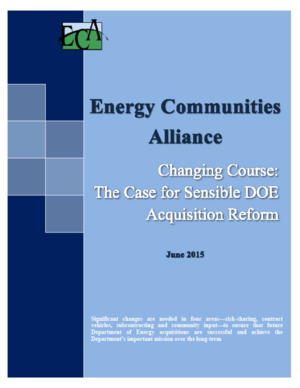 ECA
Energy Communities
Alliance
Changing Course:
The Case for Sensible DOE
Acquisition Reform
June 2015
Significant changes are needed in four areas—risk-sharing, contract
vehicles, subcontracting and community input—to ensure that future
Department of Energy acquisitions are successful and achieve the
Department's important mission over the long term